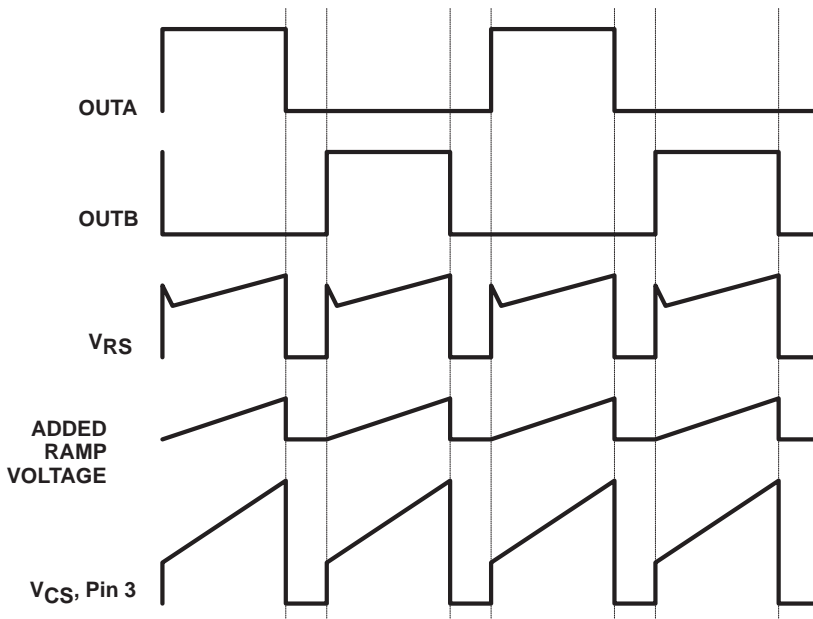 OUTA
OUTB
VRS
ADDED
RAMP
VOLTAGE
VCS, Pin 3